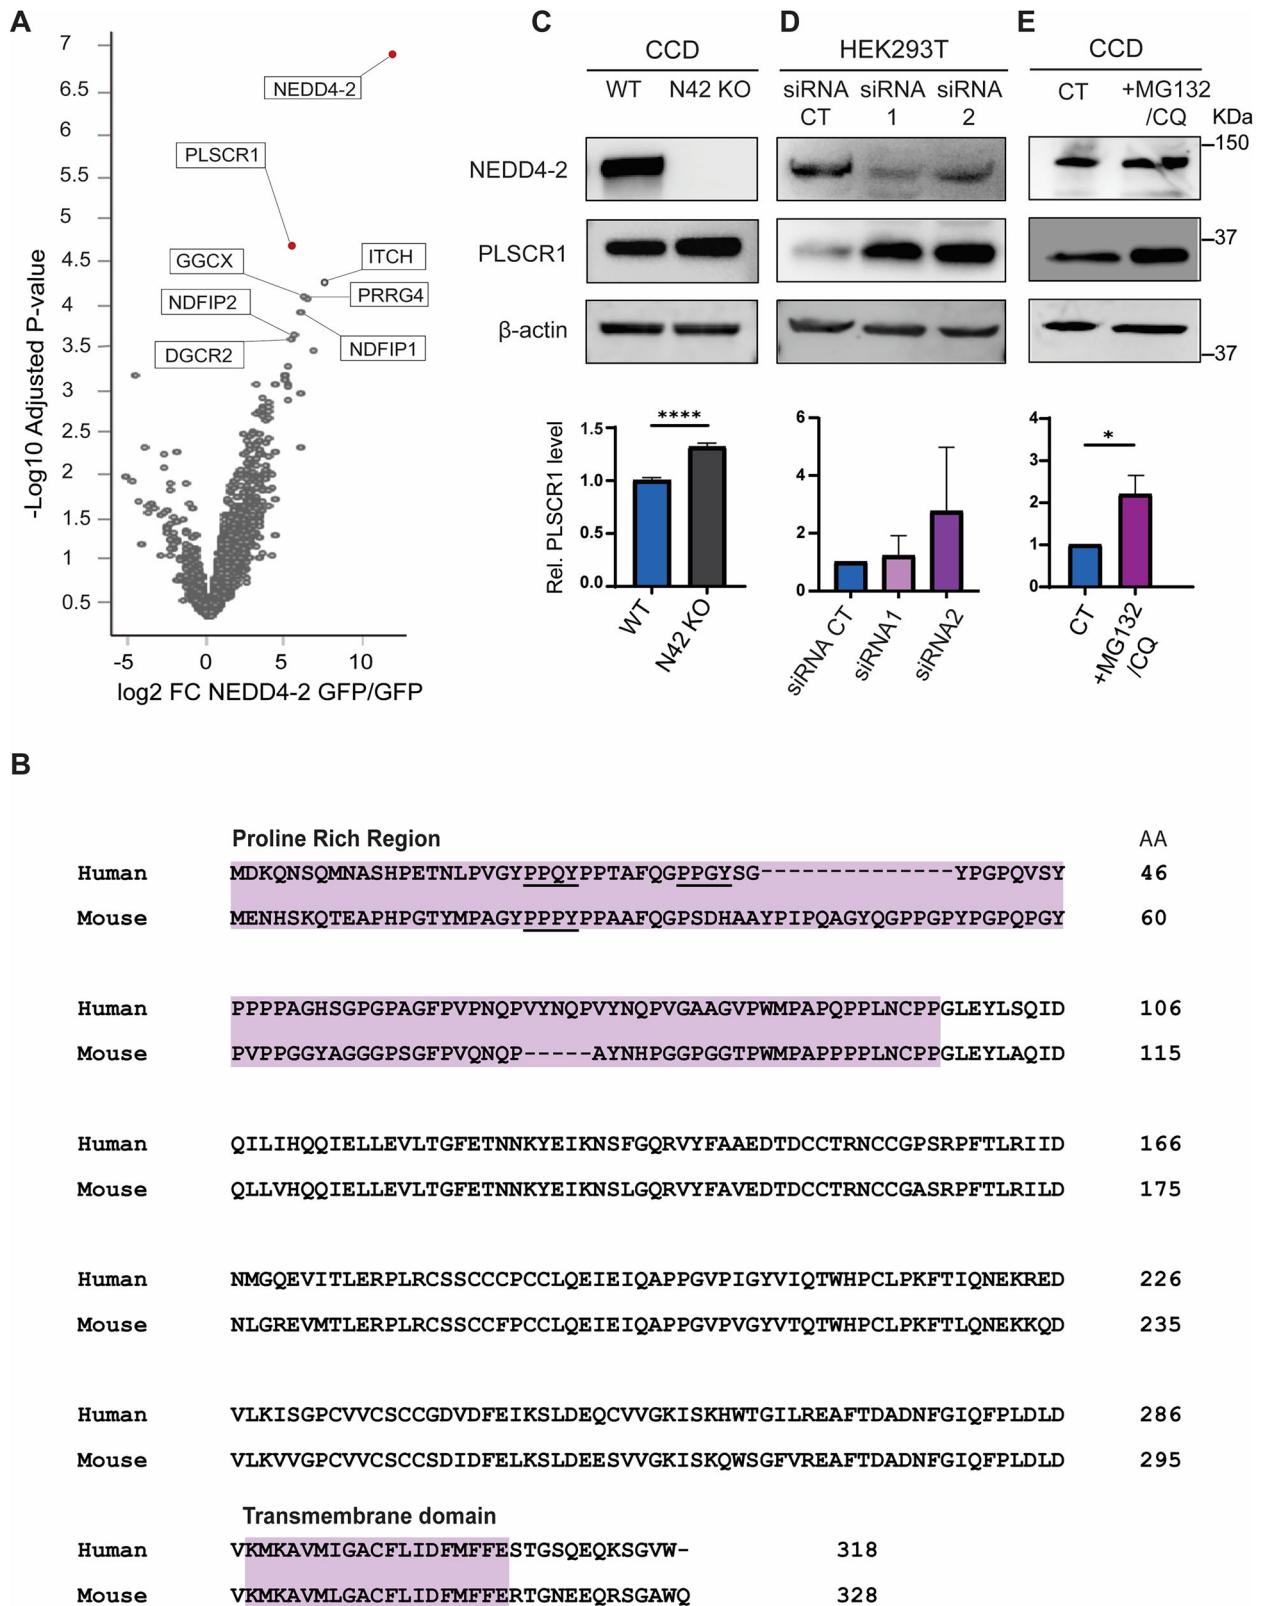 A
7
6.5
6
5.5
5
4.5
4
3.5
3
2.5
2
1.5
1
0.5
-Log10 Adjusted P-value
NEDD4-2
PLSCR1
GGCX
ITCH
NDFIP2
PRRG4
DGCR2
NDFIP1
-5 0 5 10
log2 FC NEDD4-2 GFP/GFP
C
CCD
WT N42 KO
D
HEK293T
siRNA CT
siRNA 1
siRNA 2
E
CCD
CT
+MG132
/CQ
KDa
NEDD4-2
–150
PLSCR1
–37
β-actin
–37
Rel. PLSCR1 level
1.5
1.0
0.5
0.0
****
WT
N42 KO
6
4
2
0
siRNA CT
siRNA1
siRNA2
4
3
2
1
0
*
CT
+MG132
/CQ
B
Proline Rich Region AA
Human MDKQNSQMNASHPETNLPVGYPPQYPPTAFQGPPGYSG--------------YPGPQVSY 46
Mouse MENHSKQTEAPHPGTYMPAGYPPPYPPAAFQGPSDHAAYPIPQAGYQGPPGPYPGPQPGY 60
Human PPPPAGHSGPGPAGFPVPNQPVYNQPVYNQPVGAAGVPWMPAPQPPLNCPPGLEYLSQID 106
Mouse PVPPGGYAGGGPSGFPVQNQP-----AYNHPGGPGGTPWMPAPPPPLNCPPGLEYLAQID 115
Human QILIHQQIELLEVLTGFETNNKYEIKNSFGQRVYFAAEDTDCCTRNCCGPSRPFTLRIID 166
Mouse QLLVHQQIELLEVLTGFETNNKYEIKNSLGQRVYFAVEDTDCCTRNCCGASRPFTLRILD 175
Human NMGQEVITLERPLRCSSCCCPCCLQEIEIQAPPGVPIGYVIQTWHPCLPKFTIQNEKRED 226
Mouse NLGREVMTLERPLRCSSCCFPCCLQEIEIQAPPGVPVGYVTQTWHPCLPKFTLQNEKKQD 235
Human VLKISGPCVVCSCCGDVDFEIKSLDEQCVVGKISKHWTGILREAFTDADNFGIQFPLDLD 286
Mouse VLKVVGPCVVCSCCSDIDFELKSLDEESVVGKISKQWSGFVREAFTDADNFGIQFPLDLD 295
Transmembrane domain
Human VKMKAVMIGACFLIDFMFFESTGSQEQKSGVW- 318
Mouse VKMKAVMLGACFLIDFMFFERTGNEEQRSGAWQ 328